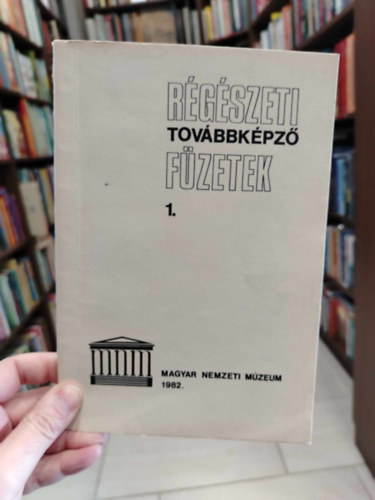 RÉGÉSZETI
TOVÁBBKÉPZŐ
FÜZETEK
1.
MAGYAR NEMZETI MÚZEUM
1982.